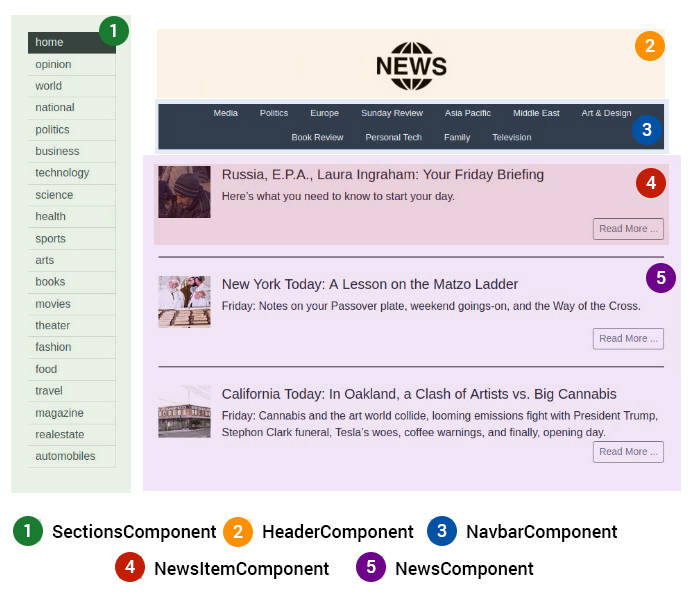 1
home
opinion
world
national
politics
business
technology
science
health
sports
arts
books
movies
theater
fashion
food
travel
magazine
realestate
automobiles
NEWS
2
Media Politics Europe Sunday Review Asia Pacific Middle East Art & Design
Book Review Personal Tech Family Television
3
Russia, E.P.A., Laura Ingraham: Your Friday Briefing
4
Here's what you need to know to start your day.
Read More ...
New York Today: A Lesson on the Matzo Ladder
5
Friday: Notes on your Passover plate, weekend goings-on, and the Way of the Cross.
Read More ...
California Today: In Oakland, a Clash of Artists vs. Big Cannabis
Friday: Cannabis and the art world collide, looming emissions fight with President Trump,
Stephon Clark funeral, Tesla's woes, coffee warnings, and finally, opening day.
Read More ...
1 SectionsComponent 2 HeaderComponent 3 NavbarComponent
4 NewsItemComponent 5 NewsComponent